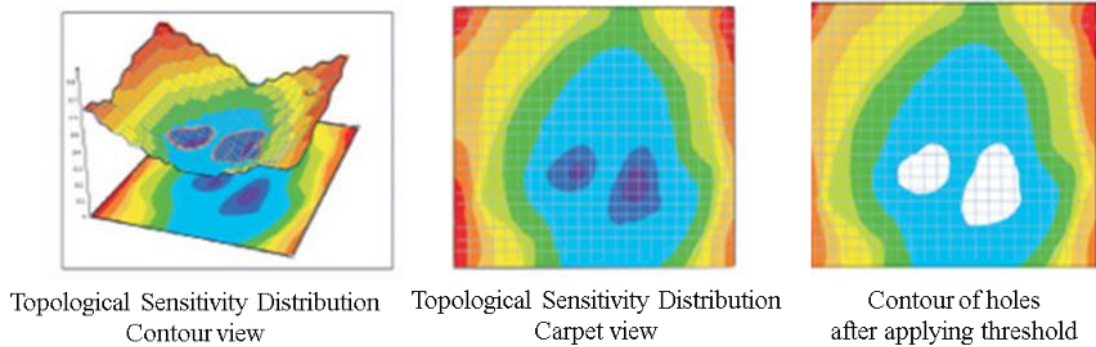 Topological Sensitivity Distribution
Contour view
Topological Sensitivity Distribution
Carpet view
Contour of holes
after applying threshold